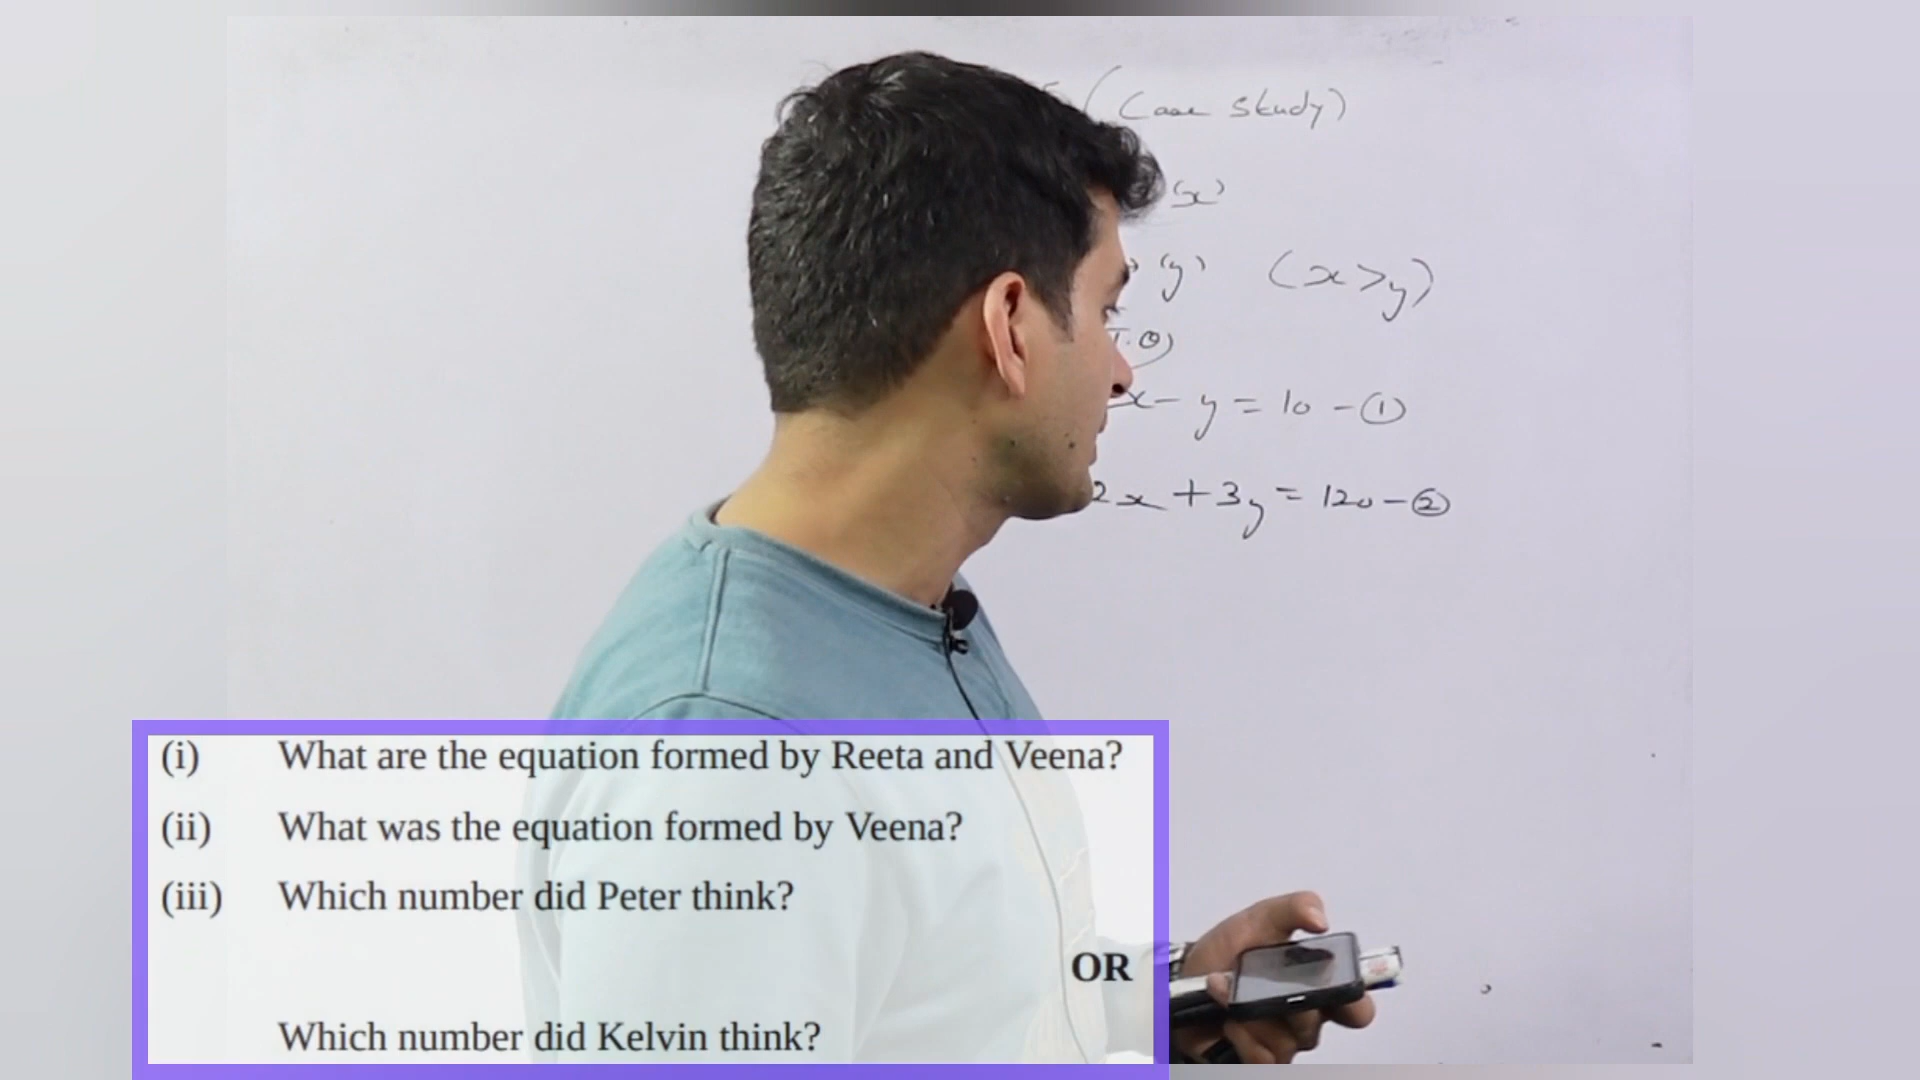 (Case Study)
(x)
(y) (x>y)
T.O)
x - y = 10 - ①
2x + 3y = 120 - ②
(i) What are the equation formed by Reeta and Veena?
(ii) What was the equation formed by Veena?
(iii) Which number did Peter think?
OR
Which number did Kelvin think?